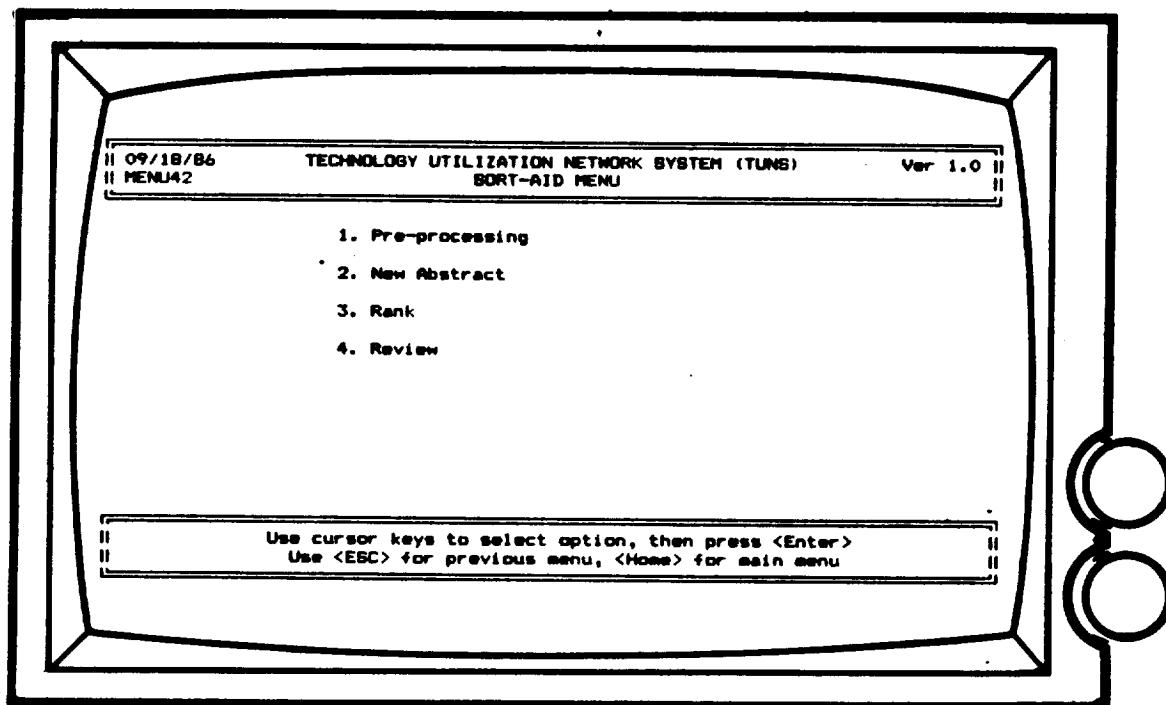 09/18/86 TECHNOLOGY UTILIZATION NETWORK SYSTEM (TUNS) Ver 1.0
MENU42 SORT-AID MENU
1. Pre-processing
2. New Abstract
3. Rank
4. Review
Use cursor keys to select option, then press <Enter>
Use <ESC> for previous menu, <Home> for main menu